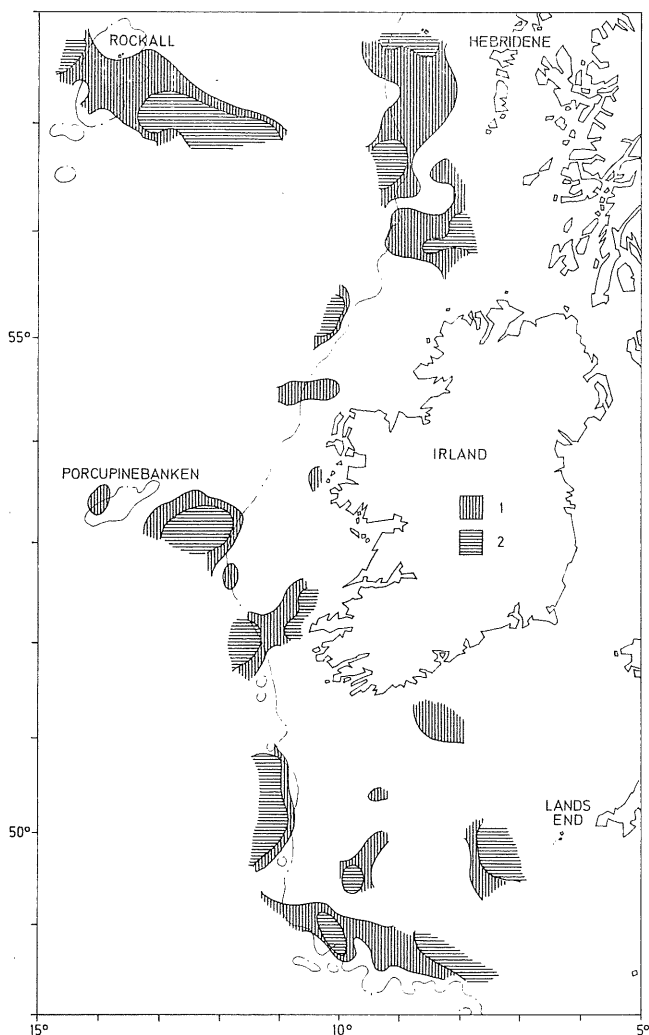 ROCKALL
HEBRIDENE
55°
PORCUPINEBANKEN
IRLAND
1
2
50°
LANDS
END
15°
10°
5°